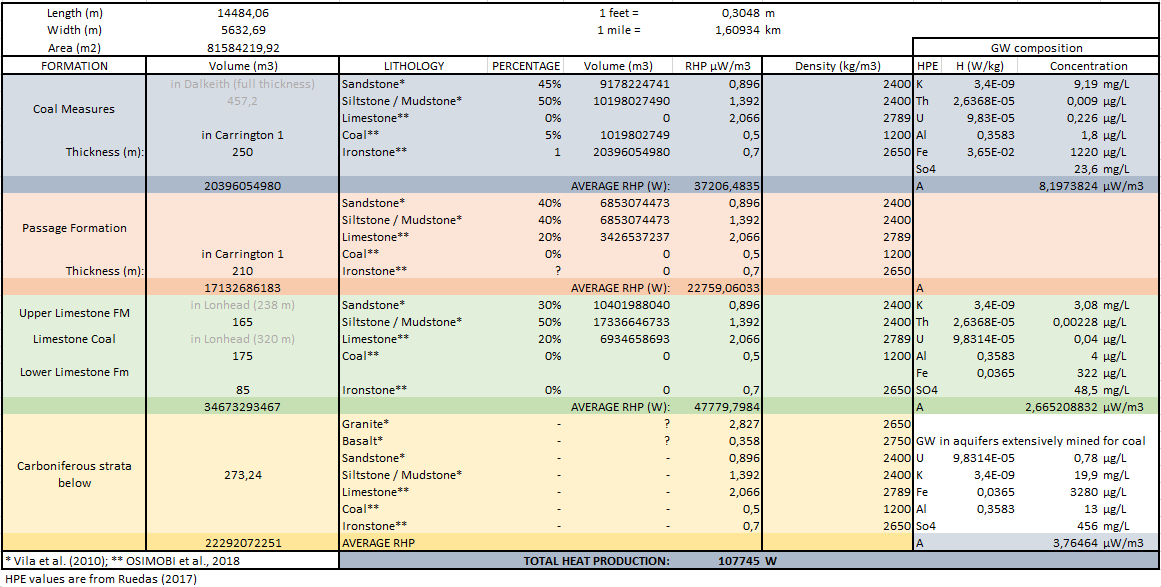 Length (m) 14484,06 1 feet = 0,3048 m
Width (m) 5632,69 1 mile = 1,60934 km
Area (m2) 81584219,92 GW composition
FORMATION Volume (m3) LITHOLOGY PERCENTAGE Volume (m3) RHP µW/m3 Density (kg/m3) HPE H (W/kg) Concentration
in Dalkeith (full thickness) Sandstone* 45% 9178224741 0,896 2400 K 3,4E-09 9,19 mg/L
Coal Measures 457,2 Siltstone / Mudstone* 50% 10198027490 1,392 2400 Th 2,6368E-05 0,009 µg/L
Limestone** 0% 0 2,066 2789 U 9,83E-05 0,226 µg/L
in Carrington 1 Coal** 5% 1019802749 0,5 1200 Al 0,3583 1,8 µg/L
Thickness (m): 250 Ironstone** 1 20396054980 0,7 2650 Fe 3,65E-02 1220 µg/L
So4 23,6 mg/L
20396054980 AVERAGE RHP (W): 37206,4835 A 8,1973824 µW/m3
Sandstone* 40% 6853074473 0,896 2400
Passage Formation Siltstone / Mudstone* 40% 6853074473 1,392 2400
Limestone** 20% 3426537237 2,066 2789
in Carrington 1 Coal** 0% 0 0,5 1200
Thickness (m): 210 Ironstone** ? 0 0,7 2650
17132686183 AVERAGE RHP (W): 22759,06033 A
Upper Limestone FM in Lonhead (238 m) Sandstone* 30% 10401988040 0,896 2400 K 3,4E-09 3,08 mg/L
165 Siltstone / Mudstone* 50% 17336646733 1,392 2400 Th 2,6368E-05 0,00228 µg/L
Limestone Coal in Lonhead (320 m) Limestone** 20% 6934658693 2,066 2789 U 9,8314E-05 0,04 µg/L
175 Coal** 0% 0 0,5 1200 Al 0,3583 4 µg/L
Lower Limestone Fm Fe 0,0365 322 µg/L
85 Ironstone** 0% 0 0,7 2650 SO4 48,5 mg/L
34673293467 AVERAGE RHP (W): 47779,7984 A 2,665208832 µW/m3
Granite* - ? 2,827 2650
Basalt* - ? 0,358 2750 GW in aquifers extensively mined for coal
Carboniferous strata below Sandstone* - - 0,896 2400 U 9,8314E-05 0,78 µg/L
273,24 Siltstone / Mudstone* - - 1,392 2400 K 3,4E-09 19,9 mg/L
Limestone** - - 2,066 2789 Fe 0,0365 3280 µg/L
Coal** - - 0,5 1200 Al 0,3583 13 µg/L
Ironstone** - - 0,7 2650 So4 456 mg/L
22292072251 AVERAGE RHP A 3,76464 µW/m3
* Vila et al. (2010); ** OSIMOBI et al., 2018 TOTAL HEAT PRODUCTION: 107745 W
HPE values are from Ruedas (2017)